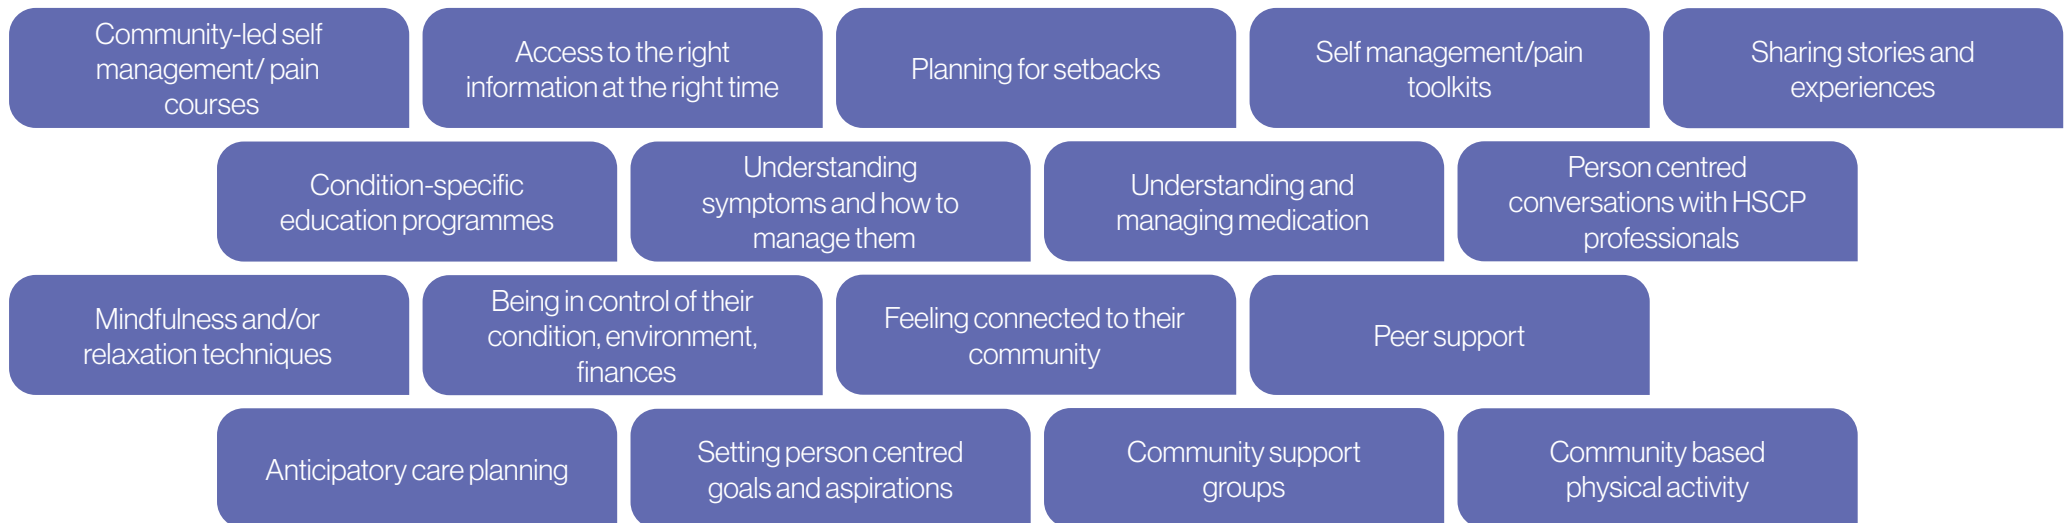 Community-led self
management/ pain
courses
Access to the right
information at the right time
Planning for setbacks
Self management/pain
toolkits
Sharing stories and
experiences
Condition-specific
education programmes
Understanding
symptoms and how to
manage them
Understanding and
managing medication
Person centred
conversations with HSCP
professionals
Mindfulness and/or
relaxation techniques
Being in control of their
condition, environment,
finances
Feeling connected to their
community
Peer support
Anticipatory care planning
Setting person centred
goals and aspirations
Community support
groups
Community based
physical activity